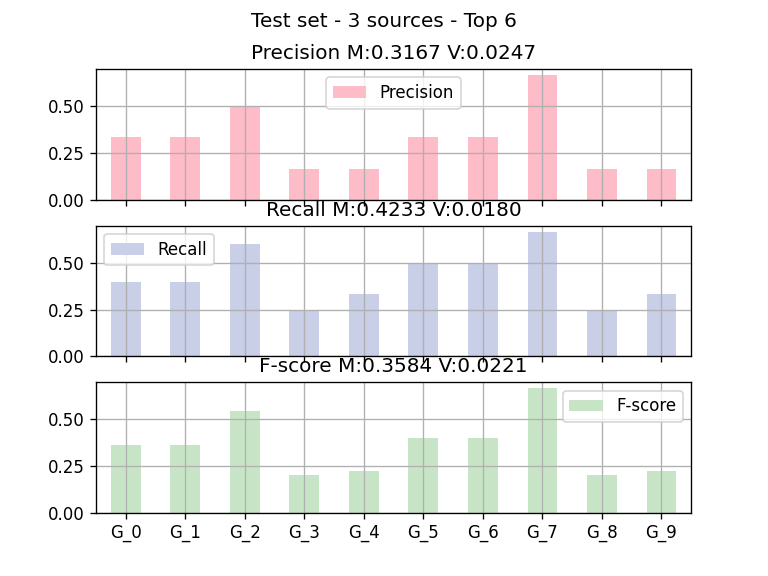 Test set - 3 sources - Top 6
Precision M:0.3167 V:0.0247
Precision
0.50
0.25
0.00
Recall M:0.4233 V:0.0180
Recall
0.50
0.25
0.00
F-score M:0.3584 V:0.0221
F-score
0.50
0.25
0.00
G_0 G_1 G_2 G_3 G_4 G_5 G_6 G_7 G_8 G_9